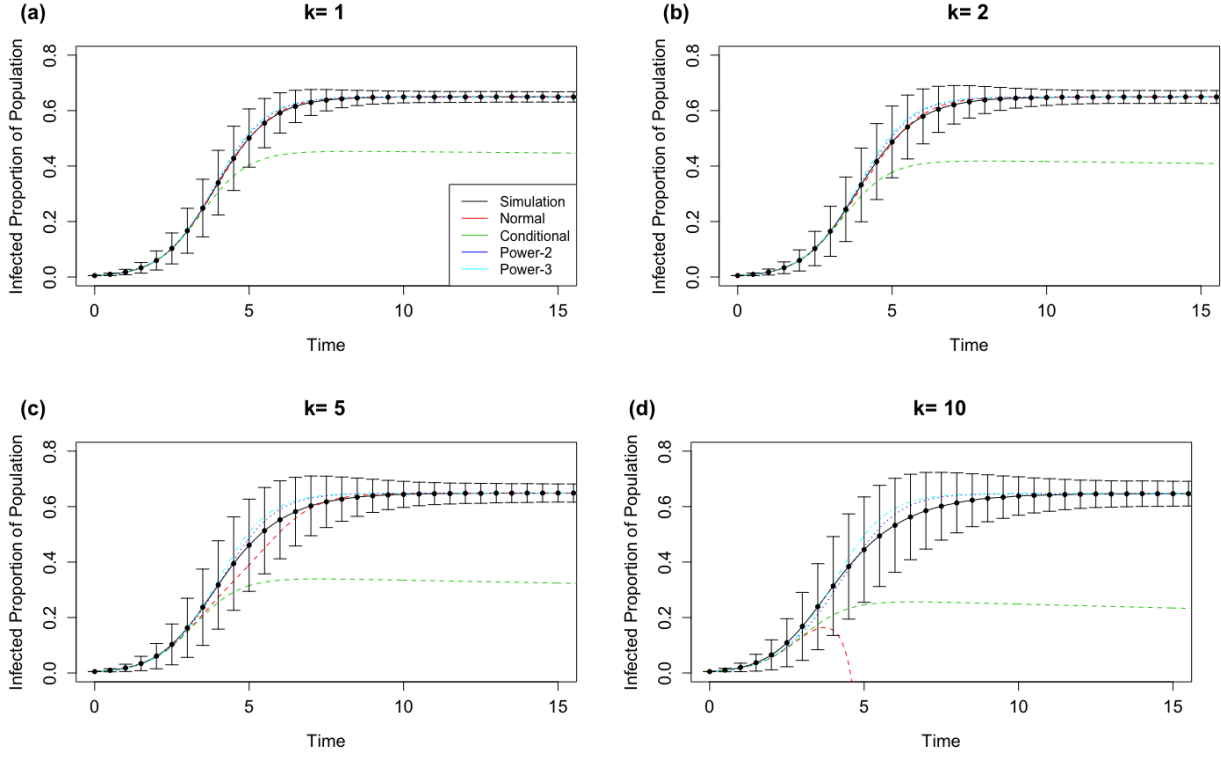 (a)
k= 1
Infected Proportion of Population
0.0
0.2
0.4
0.6
0.8
0
5
10
15
Time
Simulation
Normal
Conditional
Power-2
Power-3
(b)
k= 2
Infected Proportion of Population
0.0
0.2
0.4
0.6
0.8
0
5
10
15
Time
(c)
k= 5
Infected Proportion of Population
0.0
0.2
0.4
0.6
0.8
0
5
10
15
Time
(d)
k= 10
Infected Proportion of Population
0.0
0.2
0.4
0.6
0.8
0
5
10
15
Time